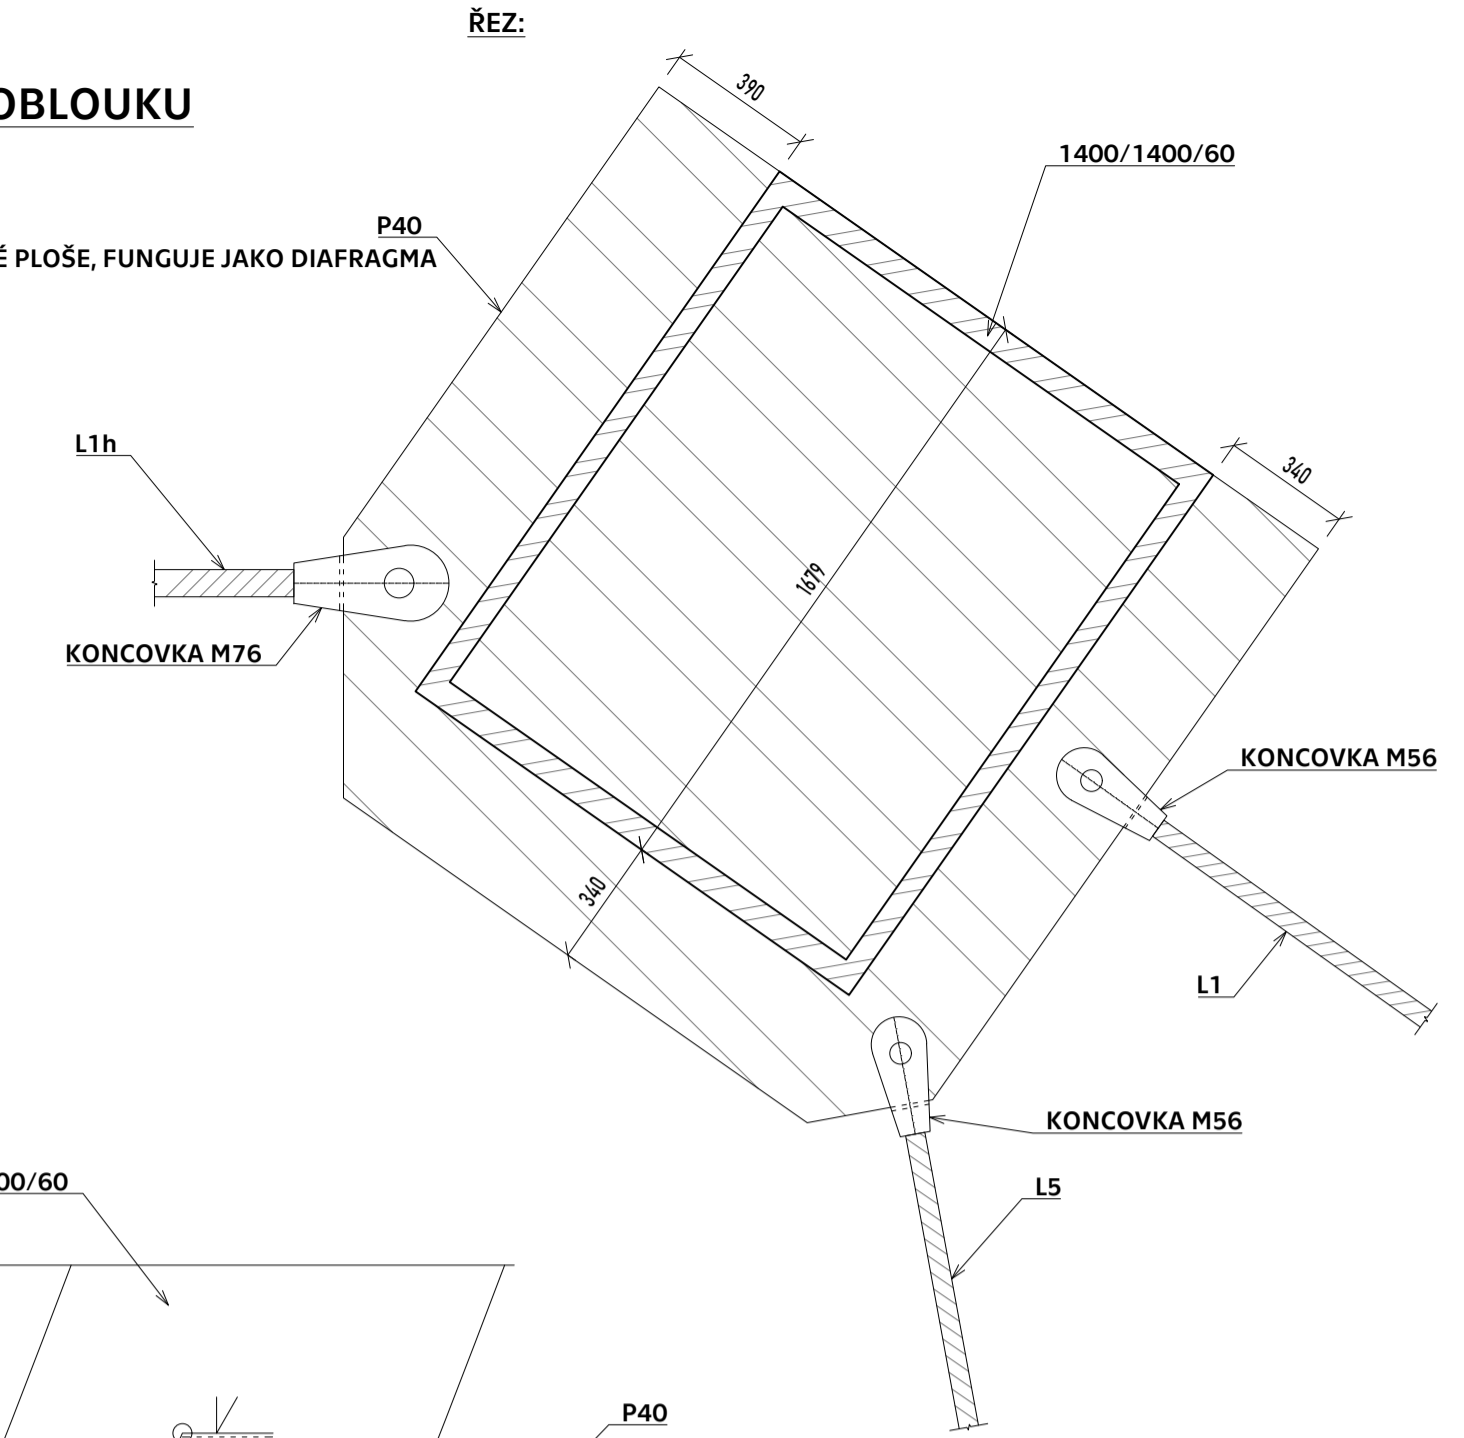 ŘEZ:
OBLOUKU
390
1400/1400/60
P40
É PLOŠE, FUNGUJE JAKO DIAFRAGMA
L1h
340
1679
KONCOVKA M76
KONCOVKA M56
340
L1
KONCOVKA M56
00/60
L5
P40